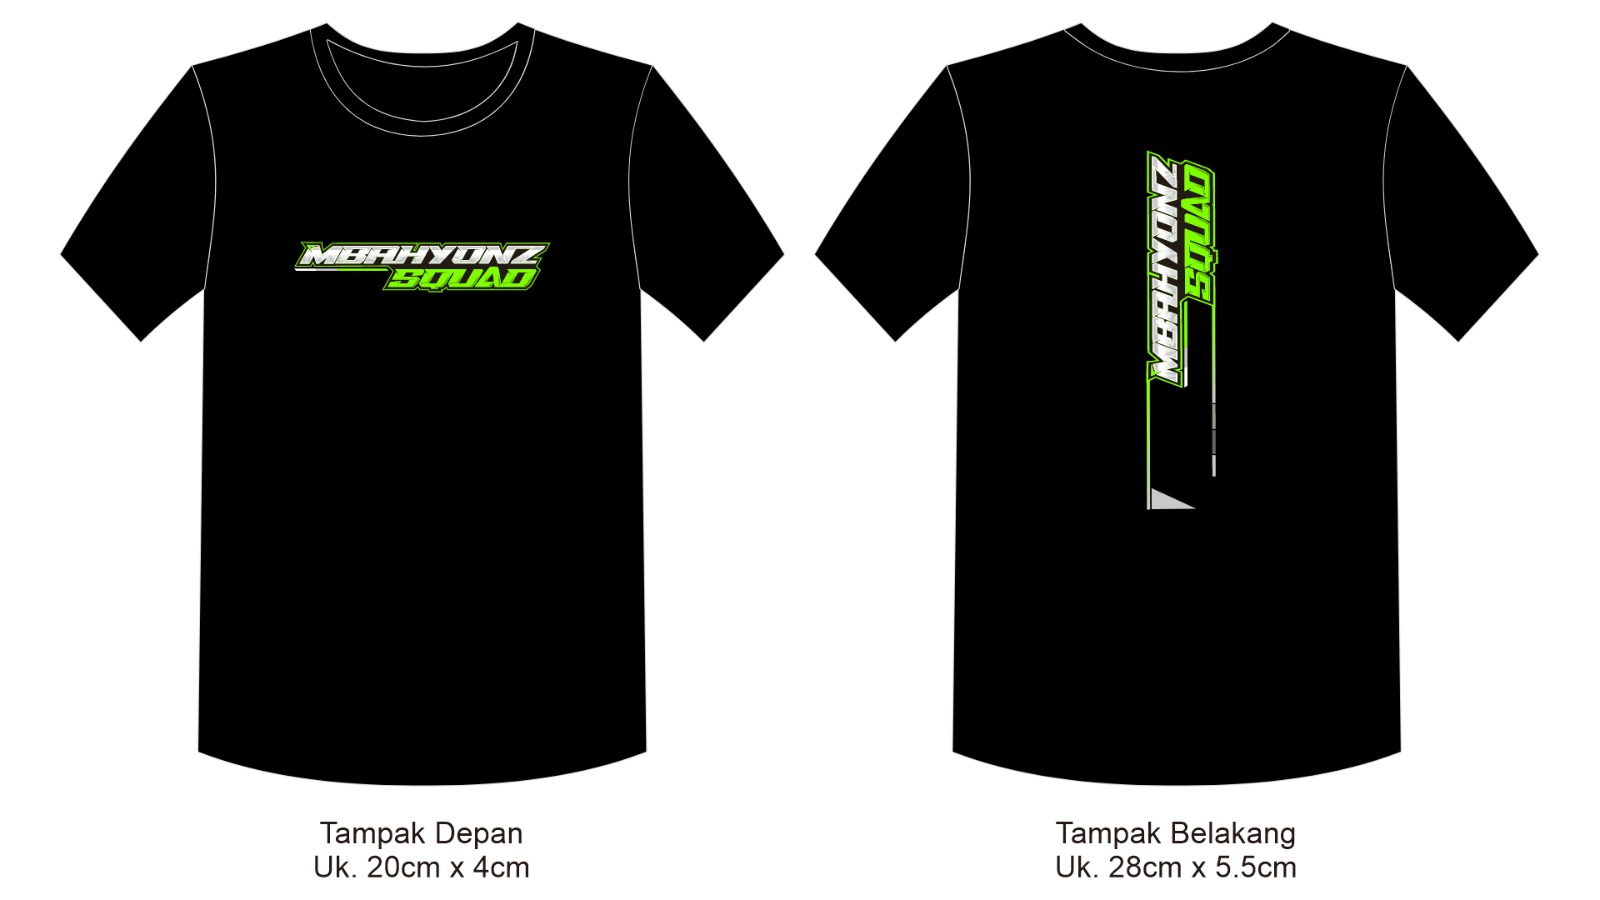 MBAHYONZ
SQUAD
MBAHYONZ
SQUAD
Tampak Depan
Uk. 20cm x 4cm
Tampak Belakang
Uk. 28cm x 5.5cm